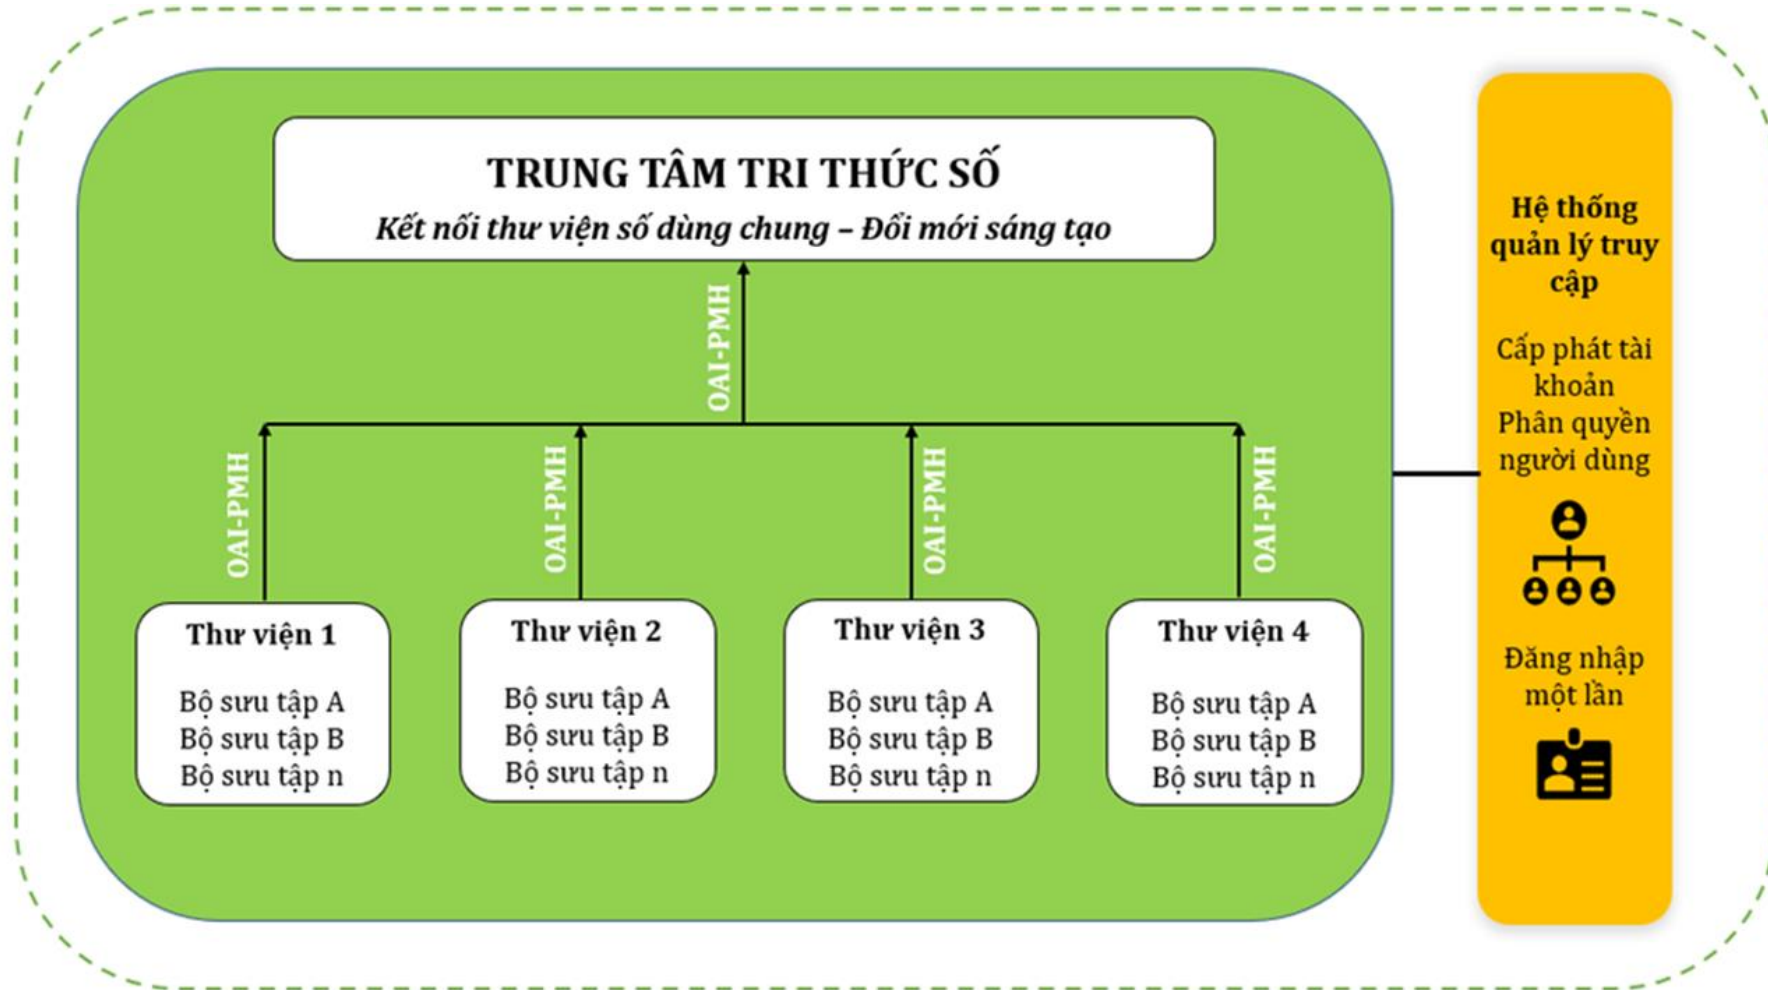 TRUNG TÂM TRI THỨC SỐ
Kết nối thư viện số dùng chung – Đổi mới sáng tạo
OAI-PMH
OAI-PMH
OAI-PMH
OAI-PMH
OAI-PMH
Thư viện 1
Bộ sưu tập A
Bộ sưu tập B
Bộ sưu tập n
Thư viện 2
Bộ sưu tập A
Bộ sưu tập B
Bộ sưu tập n
Thư viện 3
Bộ sưu tập A
Bộ sưu tập B
Bộ sưu tập n
Thư viện 4
Bộ sưu tập A
Bộ sưu tập B
Bộ sưu tập n
Hệ thống
quản lý truy
cập
Cấp phát tài
khoản
Phân quyền
người dùng
Đăng nhập
một lần